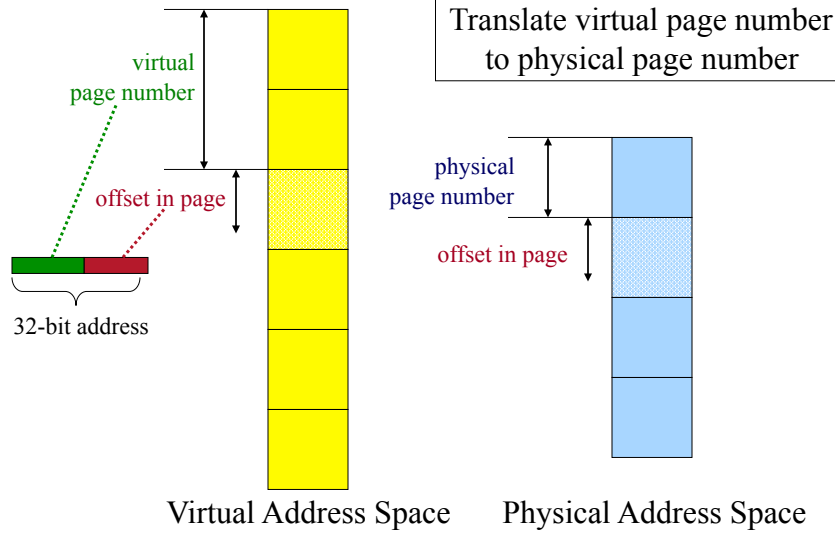 Translate virtual page number
to physical page number
virtual
page number
offset in page
32-bit address
physical
page number
offset in page
Virtual Address Space
Physical Address Space